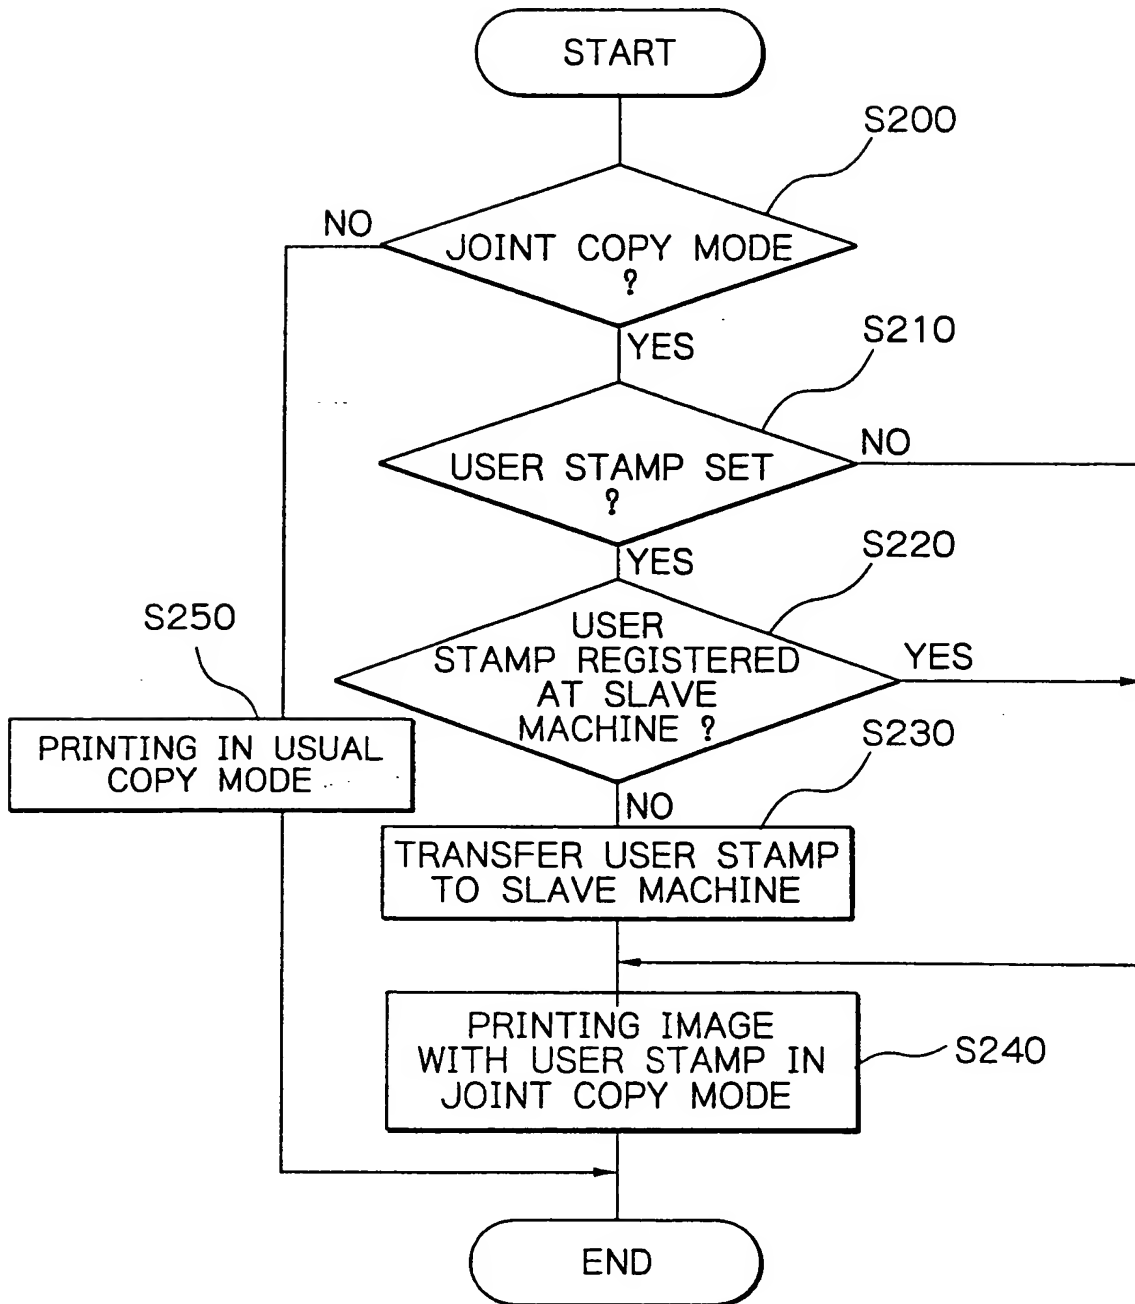 START
S200
NO
JOINT COPY MODE
?
YES
S210
NO
USER STAMP SET
?
YES
S220
USER
STAMP REGISTERED
AT SLAVE
MACHINE ?
YES
S250
PRINTING IN USUAL
COPY MODE
NO
S230
TRANSFER USER STAMP
TO SLAVE MACHINE
PRINTING IMAGE
WITH USER STAMP IN
JOINT COPY MODE
S240
END